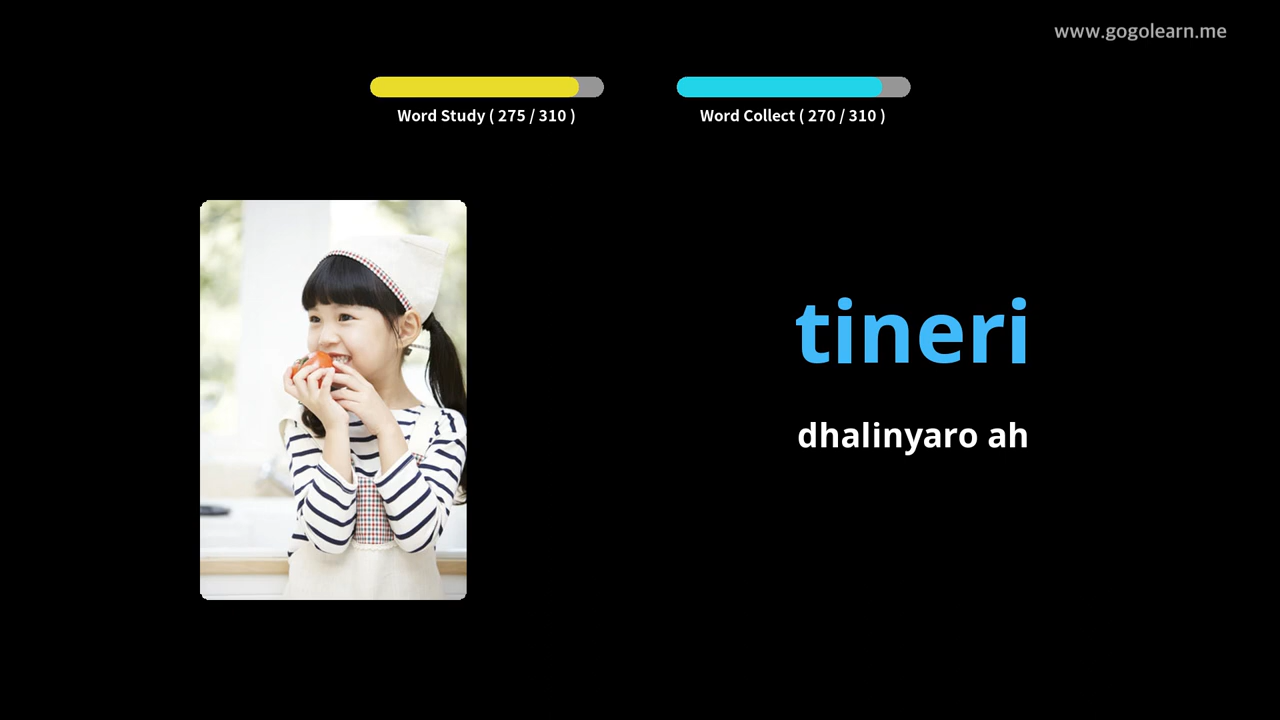 www.gogolearn.me
Word Study ( 275 / 310 )
Word Collect ( 270 / 310 )
tineri
dhalinyaro ah